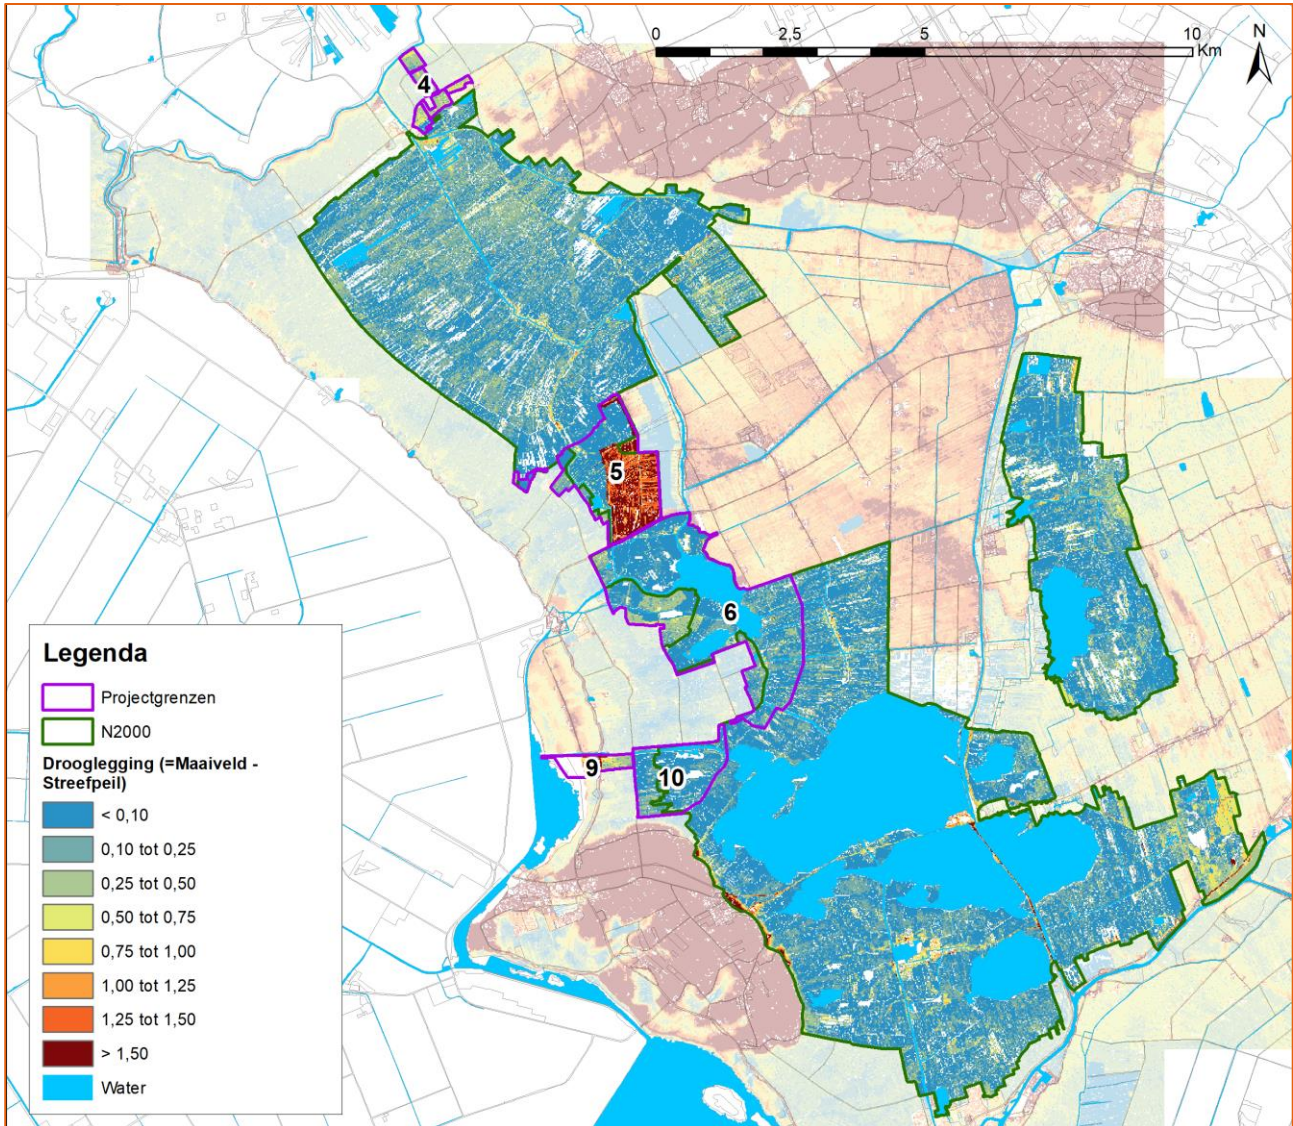 0 2,5 5 10
Km
N
4
5
6
9
10
Legenda
Projectgrenzen
N2000
Drooglegging (=Maaiveld -
Streefpeil)
< 0,10
0,10 tot 0,25
0,25 tot 0,50
0,50 tot 0,75
0,75 tot 1,00
1,00 tot 1,25
1,25 tot 1,50
> 1,50
Water